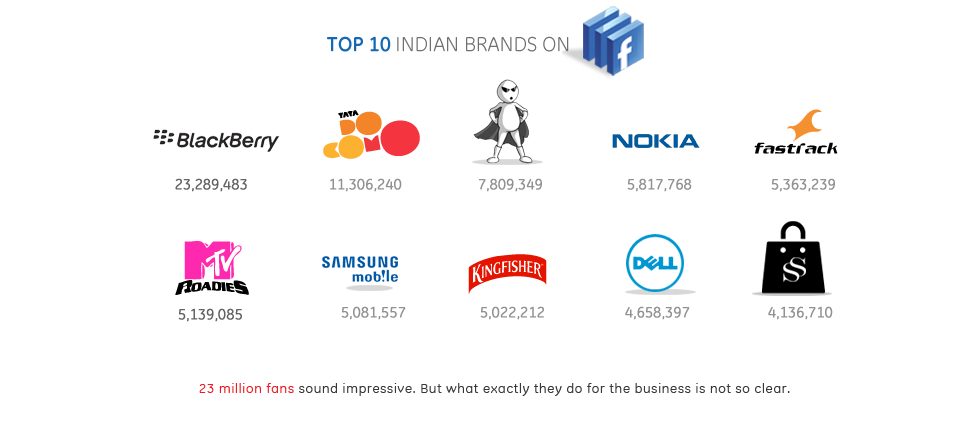 TOP 10 INDIAN BRANDS ON f
BlackBerry
TATA
DOCOMO
NOKIA
fastrack
23,289,483 11,306,240 7,809,349 5,817,768 5,363,239
MTV
ROADIES
SAMSUNG
mob!le
KINGFISHER
DELL
SS
5,139,085 5,081,557 5,022,212 4,658,397 4,136,710
23 million fans sound impressive. But what exactly they do for the business is not so clear.